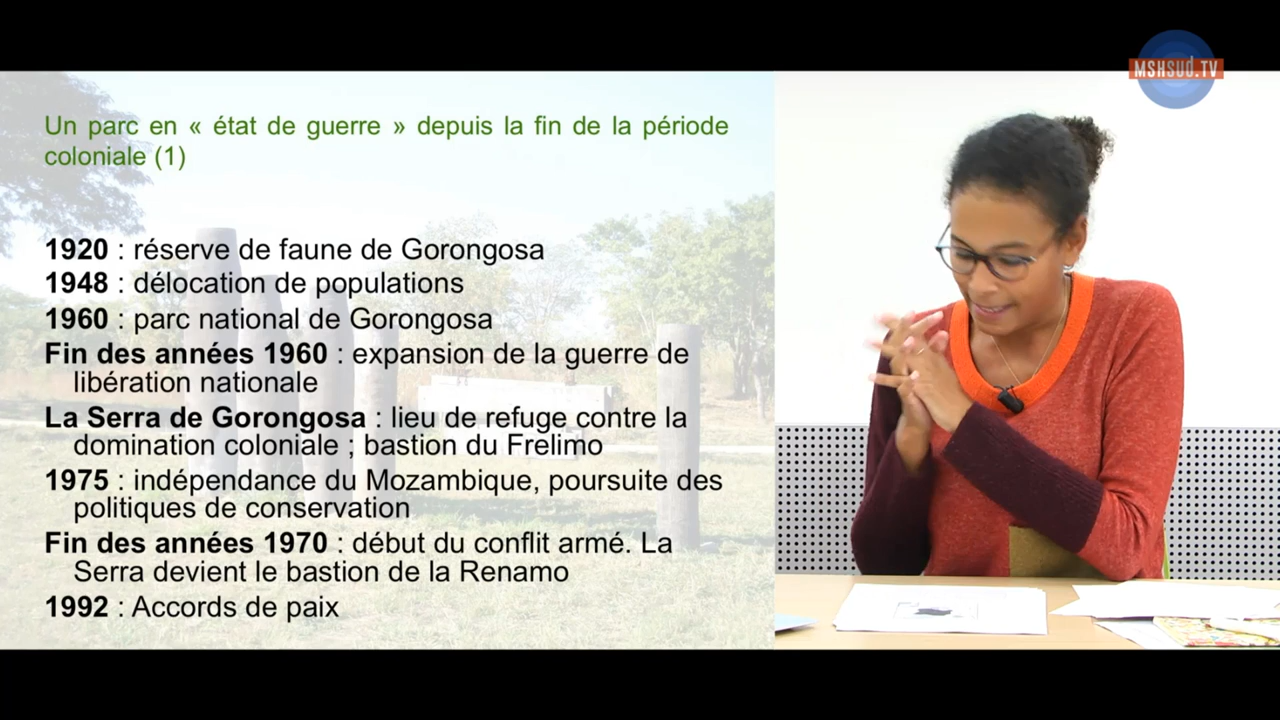 MSHSUD.TV
Un parc en « état de guerre » depuis la fin de la période
coloniale (1)
1920 : réserve de faune de Gorongosa
1948 : délocation de populations
1960 : parc national de Gorongosa
Fin des années 1960 : expansion de la guerre de
libération nationale
La Serra de Gorongosa : lieu de refuge contre la
domination coloniale ; bastion du Frelimo
1975 : indépendance du Mozambique, poursuite des
politiques de conservation
Fin des années 1970 : début du conflit armé. La
Serra devient le bastion de la Renamo
1992 : Accords de paix